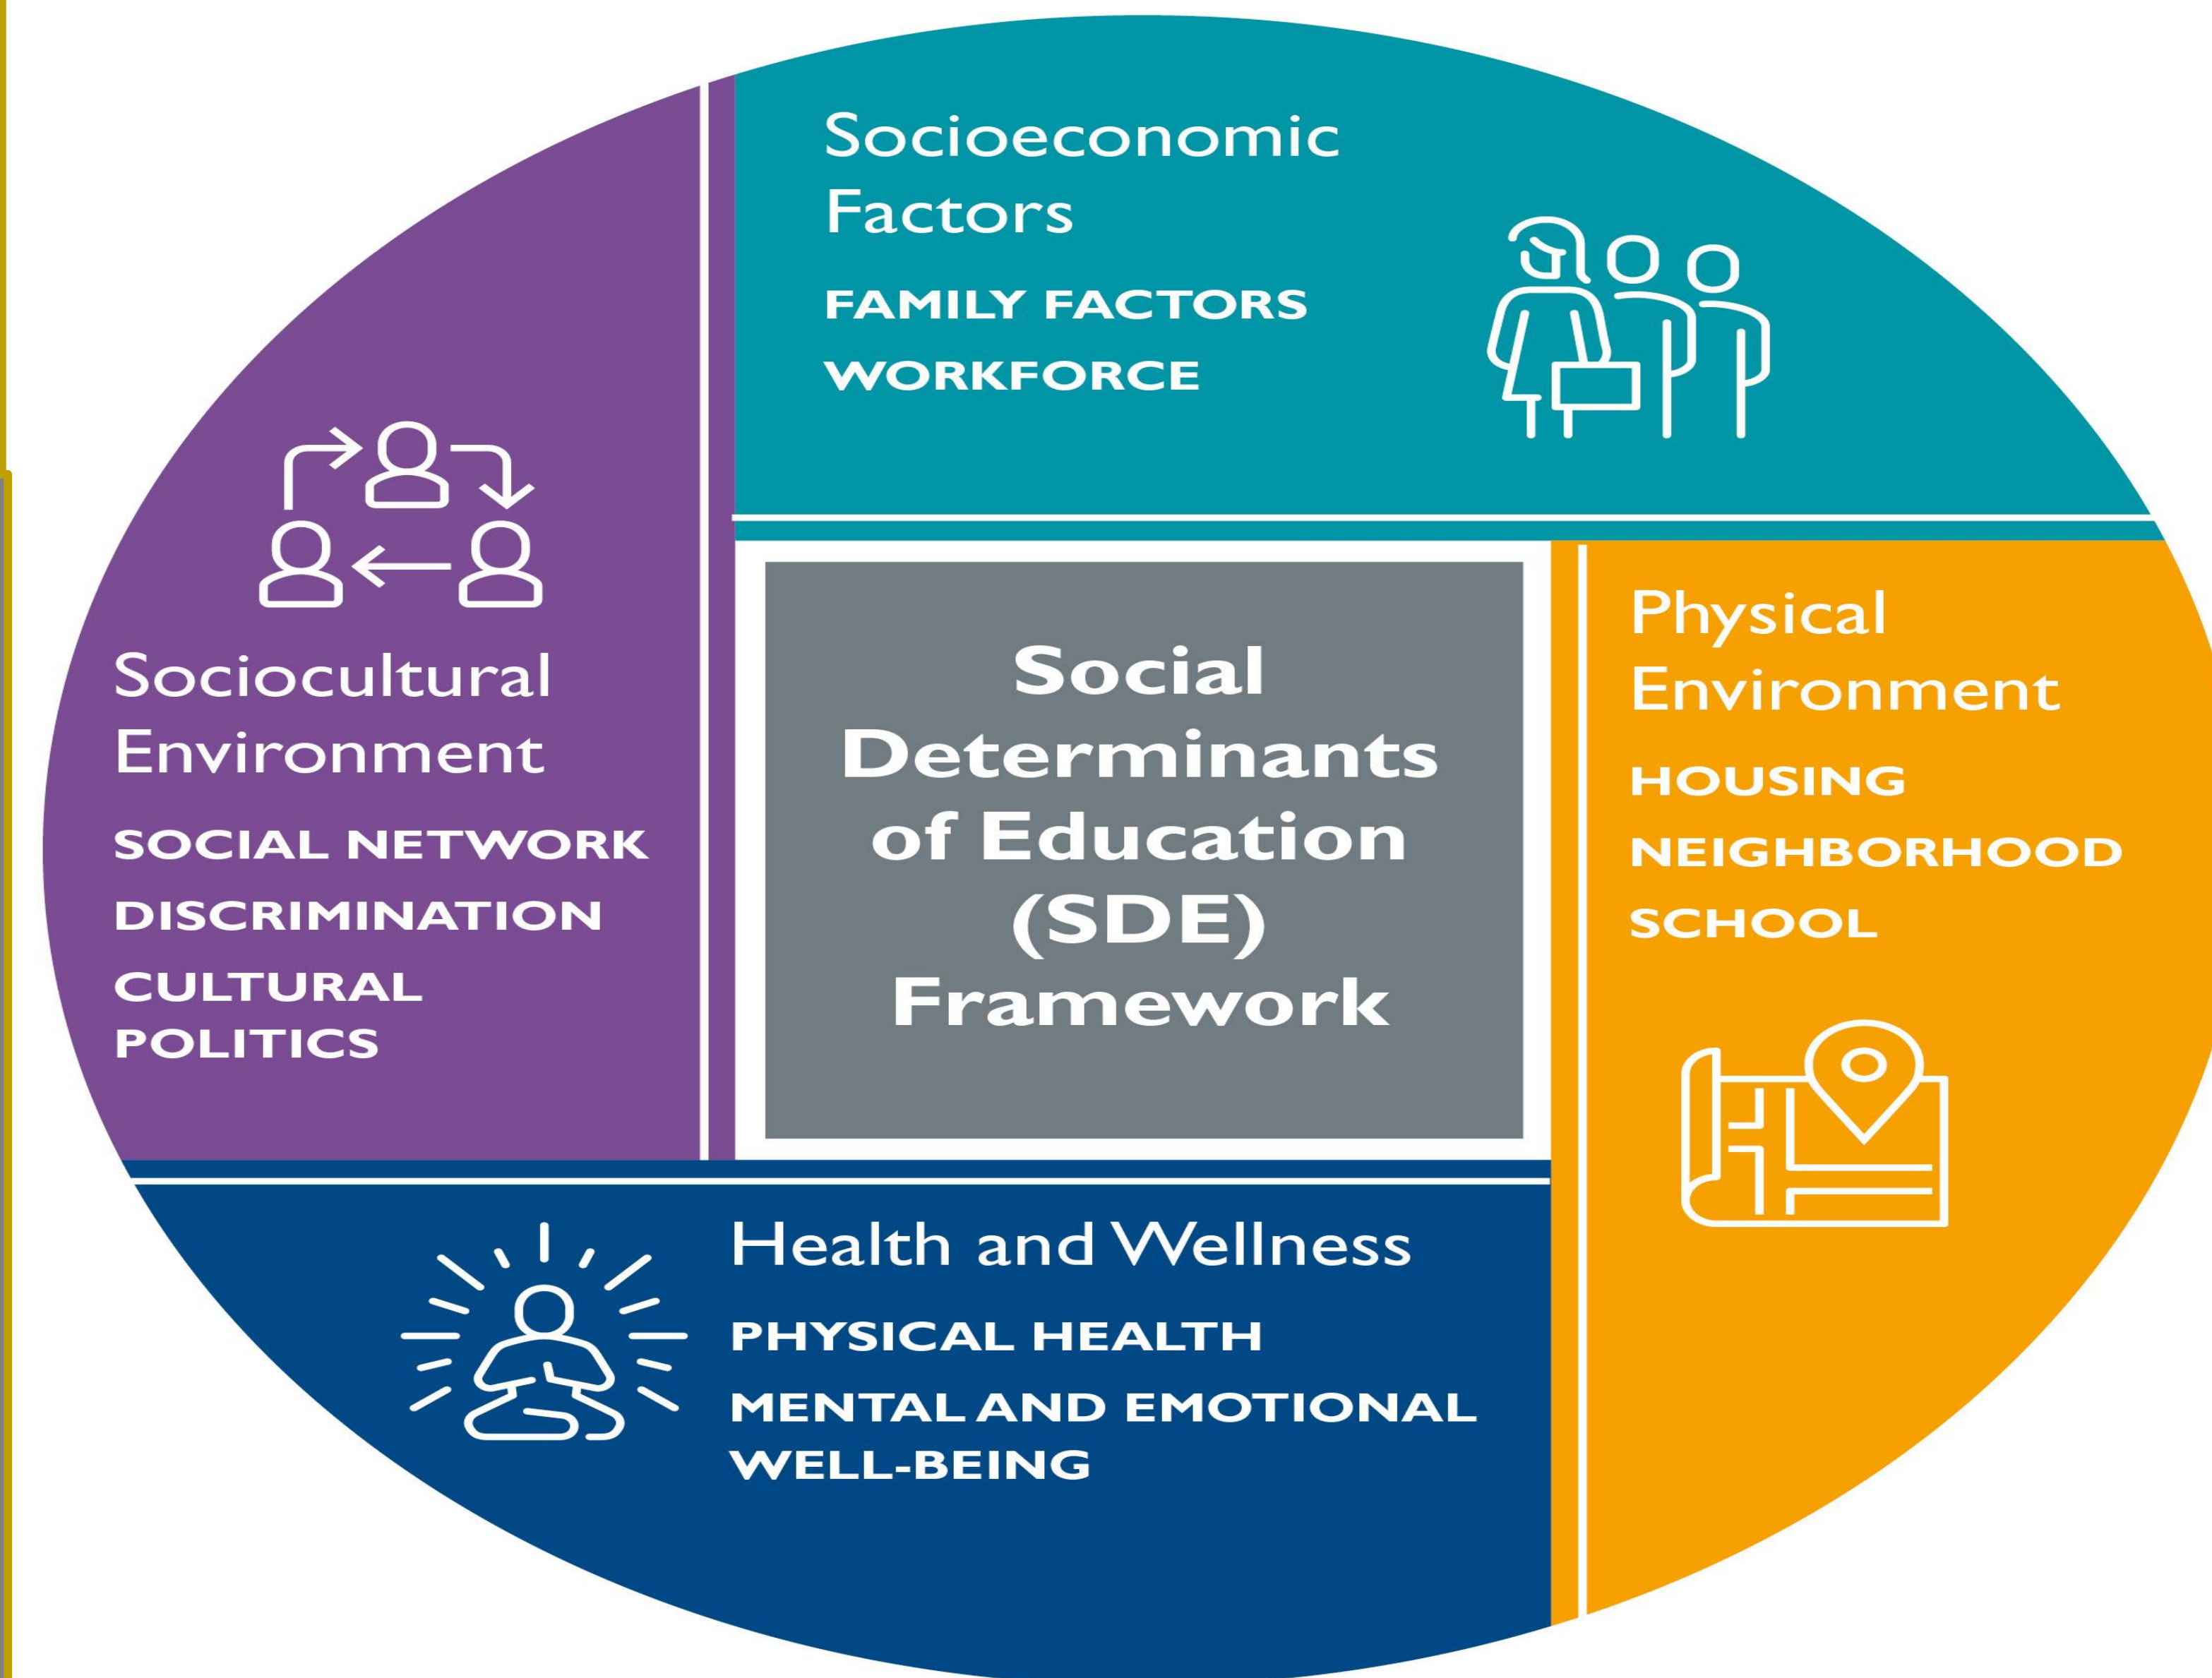 Socioeconomic
Factors
FAMILY FACTORS
WORKFORCE
Sociocultural
Environment
SOCIAL NETWORK
DISCRIMINATION
CULTURAL
POLITICS
Social
Determinants
of Education
(SDE)
Framework
Physical
Environment
HOUSING
NEIGHBORHOOD
SCHOOL
Health and Wellness
PHYSICAL HEALTH
MENTAL AND EMOTIONAL
WELL-BEING